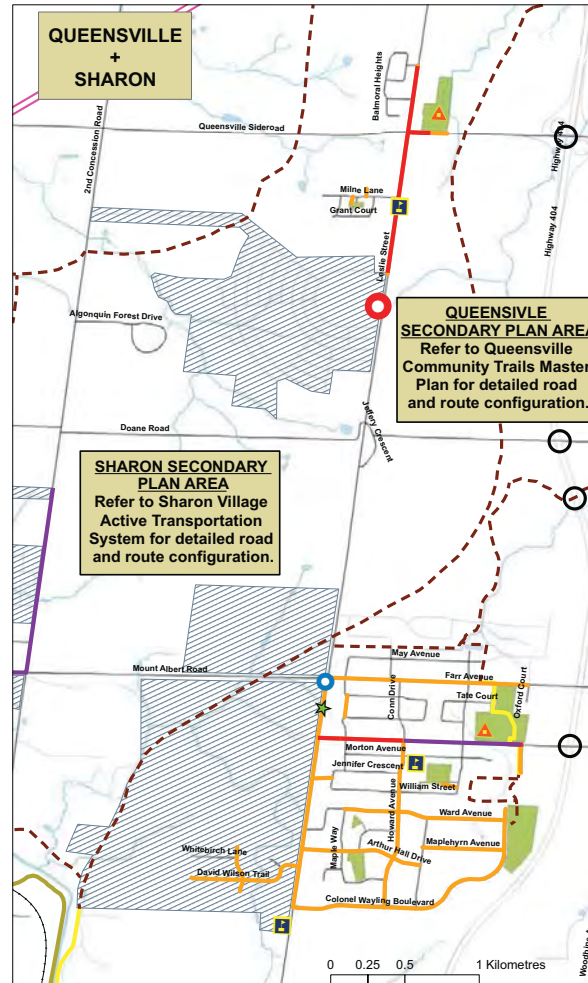 QUEENSVILLE
+
SHARON
Balmoral Heights
Queensville Sideroad
2nd Concession Road
Highway 404
Highway 404
Milne Lane
Grant Court
Leslie Street
Algonquin Forest Drive
QUEENSIVLE
SECONDARY PLAN AREA
Refer to Queensville
Community Trails Master
Plan for detailed road
and route configuration.
Jeffery Crescent
Doane Road
SHARON SECONDARY
PLAN AREA
Refer to Sharon Village
Active Transportation
System for detailed road
and route configuration.
May Avenue
Mount Albert Road
Farr Avenue
Tate Court
Oxford Court
Conn Drive
Morton Avenue
Jennifer Crescent
William Street
Howard Avenue
Ward Avenue
Maple Way
Maplehyrn Avenue
Arthur Hall Drive
Whitebirch Lane
David Wilson Trail
Colonel Wayling Boulevard
0 0.25 0.5 1 Kilometres
Woodbine A